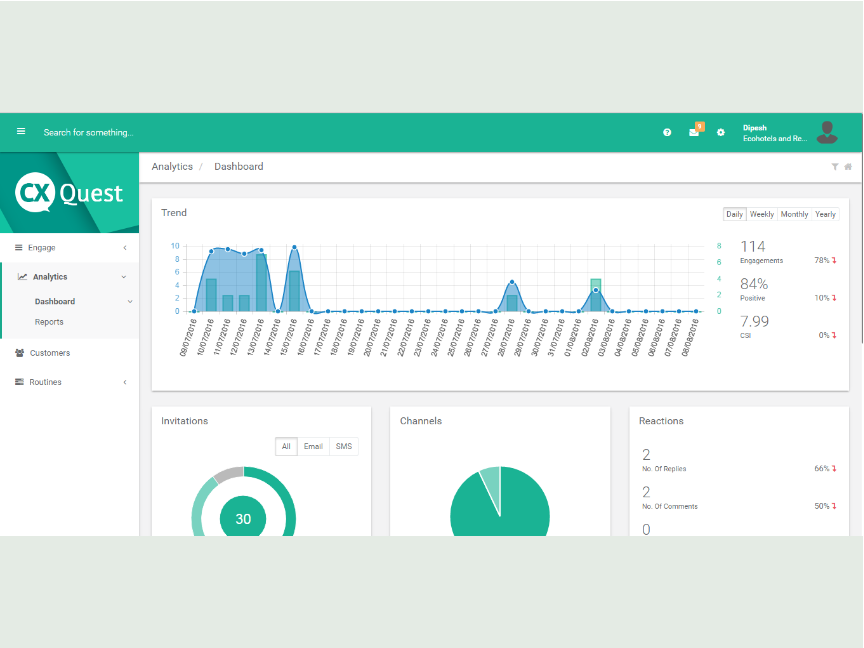 Search for something...
9
Dipesh
Ecohotels and Re...
CX Quest
Analytics / Dashboard
Engage
Analytics
Dashboard
Reports
Customers
Routines
Trend
Daily Weekly Monthly Yearly
10
8
6
4
2
0
8
6
4
2
0
09/07/2016 10/07/2016 11/07/2016 12/07/2016 13/07/2016 14/07/2016 15/07/2016 16/07/2016 17/07/2016 18/07/2016 19/07/2016 20/07/2016 21/07/2016 22/07/2016 23/07/2016 24/07/2016 25/07/2016 26/07/2016 27/07/2016 28/07/2016 29/07/2016 30/07/2016 31/07/2016 01/08/2016 02/08/2016 03/08/2016 04/08/2016 05/08/2016 06/08/2016 07/08/2016 08/08/2016
114
Engagements 78%
84%
Positive 10%
7.99
CSI 0%
Invitations
All Email SMS
30
Channels
Reactions
2
No. Of Replies 66%
2
No. Of Comments 50%
0